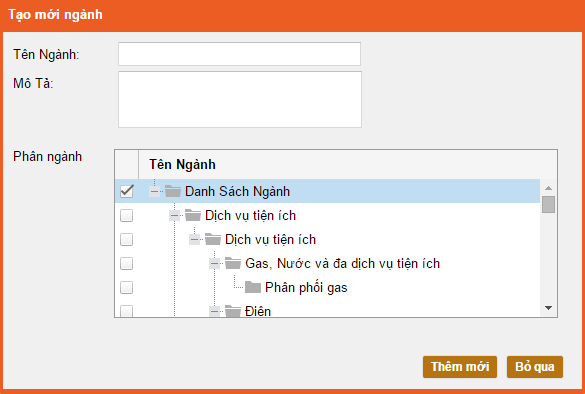 Tạo mới ngành
Tên Ngành:
Mô Tả:
Phân ngành
Tên Ngành
Danh Sách Ngành
Dịch vụ tiện ích
Dịch vụ tiện ích
Gas, Nước và đa dịch vụ tiện ích
Phân phối gas
Điện
Thêm mới Bỏ qua